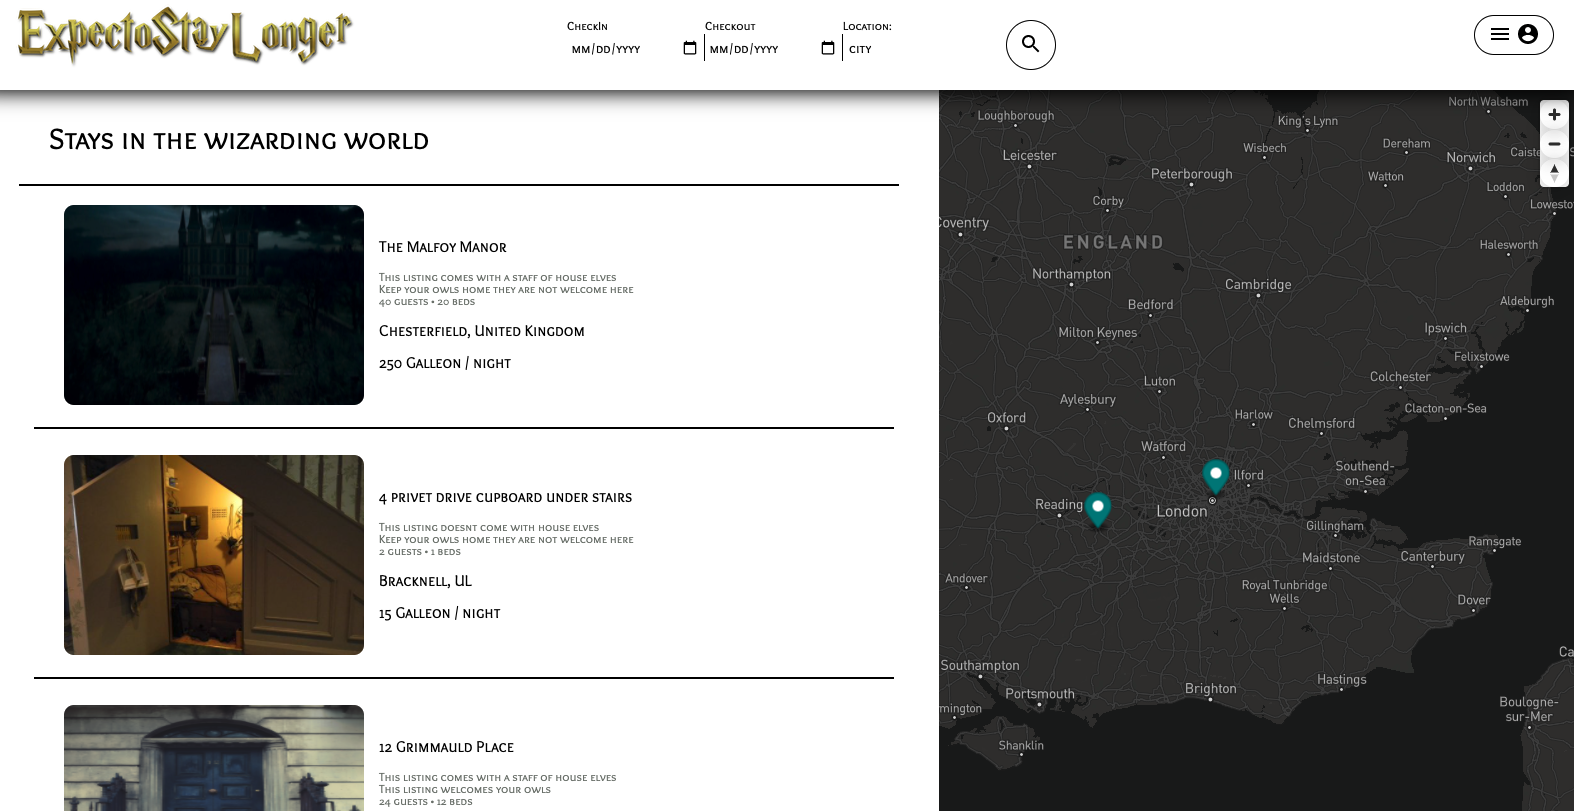 ExpectoStayLonger
CheckIn
mm/dd/yyyy
Checkout
mm/dd/yyyy
Location:
city
Stays in the wizarding world
The Malfoy Manor
This listing comes with a staff of house elves
Keep your owls home they are not welcome here
40 guests • 20 beds
Chesterfield, United Kingdom
250 Galleon / night
4 privet drive cupboard under stairs
This listing doesnt come with house elves
Keep your owls home they are not welcome here
2 guests • 1 beds
Bracknell, UL
15 Galleon / night
12 Grimmauld Place
This listing comes with a staff of house elves
This listing welcomes your owls
24 guests • 12 beds
North Walsham
Loughborough
King's Lynn
Wisbech
Dereham
Leicester
Norwich
Caiste
S
Peterborough
Watton
Loddon
Corby
Lowesto
Coventry
ENGLAND
Halesworth
Northampton
Cambridge
Bedford
Aldeburgh
Milton Keynes
Ipswich
Felixstowe
Luton
Colchester
Aylesbury
Clacton-on-Sea
Oxford
Harlow
Chelmsford
Watford
Southend-
on-Sea
Ilford
Reading
London
Gillingham
Ramsgate
Maidstone
Canterbury
Andover
Royal Tunbridge
Wells
Dover
Southampton
Ca
Portsmouth
Brighton
Hastings
mington
Boulogne-
sur-Mer
Shanklin